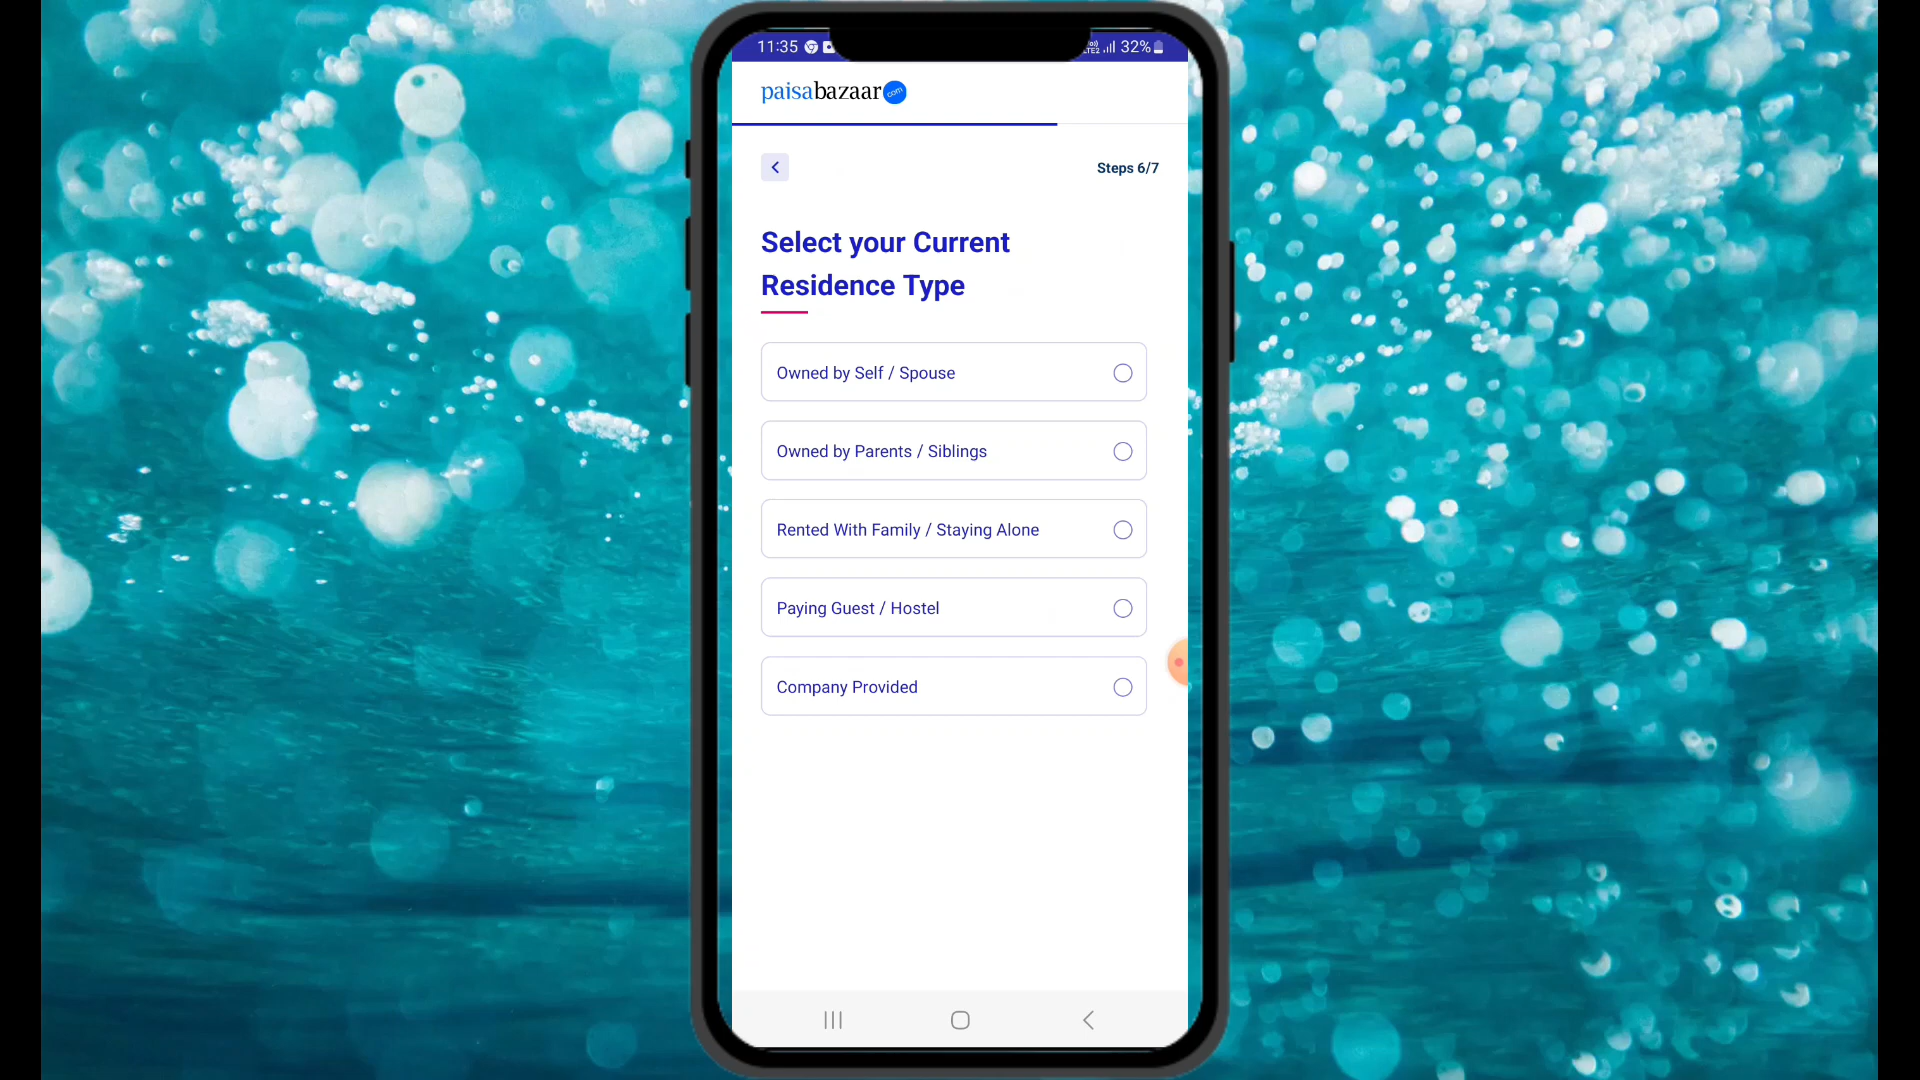 11:35
32%
paisabazaar.com
Steps 6/7
Select your Current
Residence Type
Owned by Self / Spouse
Owned by Parents / Siblings
Rented With Family / Staying Alone
Paying Guest / Hostel
Company Provided